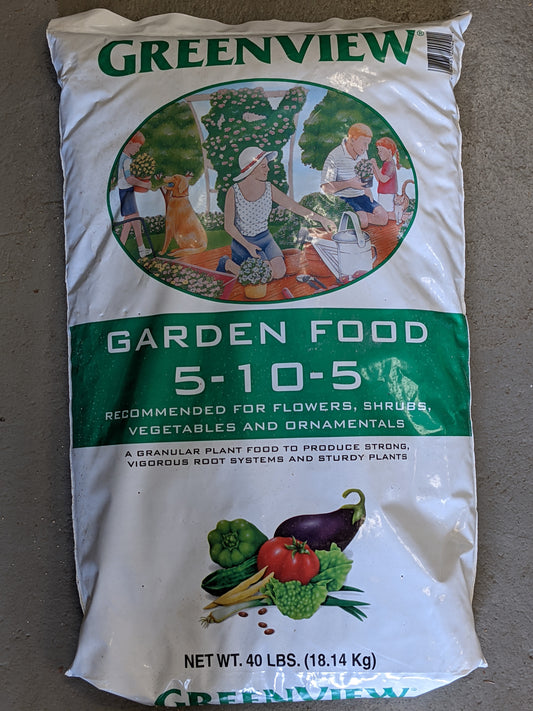 GREENVIEW®
GARDEN FOOD
5-10-5
RECOMMENDED FOR FLOWERS, SHRUBS,
VEGETABLES AND ORNAMENTALS
A GRANULAR PLANT FOOD TO PRODUCE STRONG,
VIGOROUS ROOT SYSTEMS AND STURDY PLANTS
NET WT. 40 LBS. (18.14 Kg)
GREENVIEW